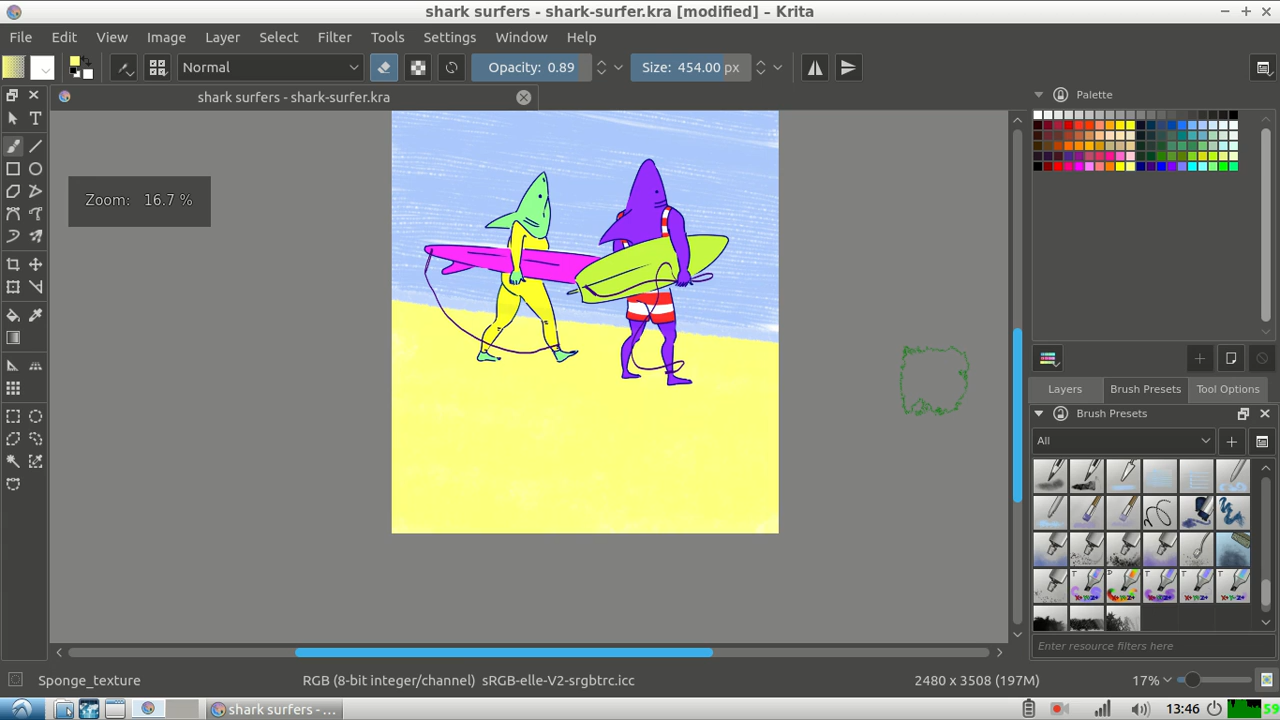 shark surfers - shark-surfer.kra [modified] – Krita
File Edit View Image Layer Select Filter Tools Settings Window Help
Normal Opacity: 0.89 Size: 454.00 px
shark surfers - shark-surfer.kra
Palette
Zoom: 16.7 %
Layers Brush Presets Tool Options
Brush Presets
All
Enter resource filters here
Sponge_texture RGB (8-bit integer/channel) sRGB-elle-V2-srgbtrc.icc 2480 x 3508 (197M) 17%
shark surfers - ... 13:46 59